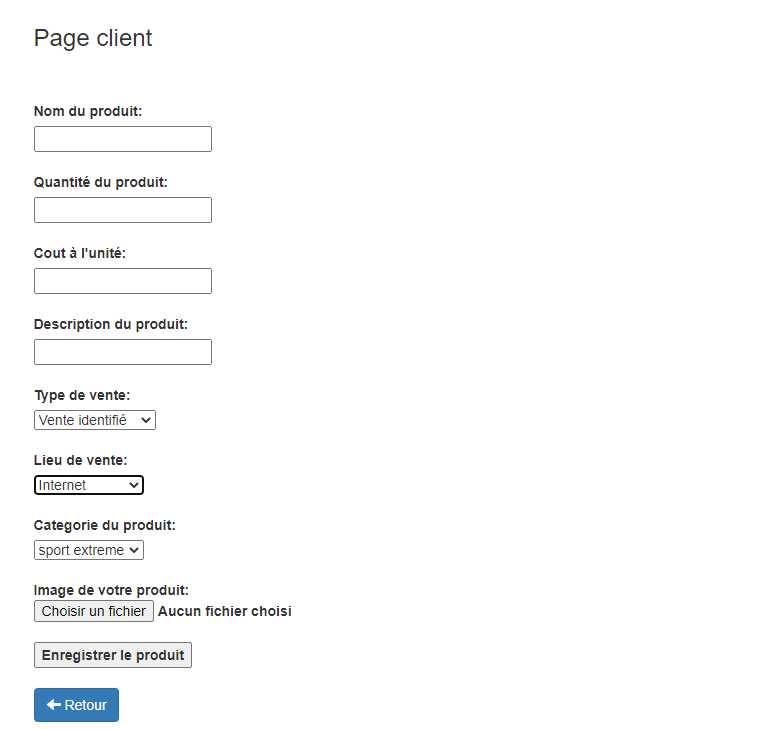 Page client
Nom du produit:
Quantité du produit:
Cout à l'unité:
Description du produit:
Type de vente:
Vente identifié
Lieu de vente:
Internet
Categorie du produit:
sport extreme
Image de votre produit:
Choisir un fichier Aucun fichier choisi
Enregistrer le produit
Retour